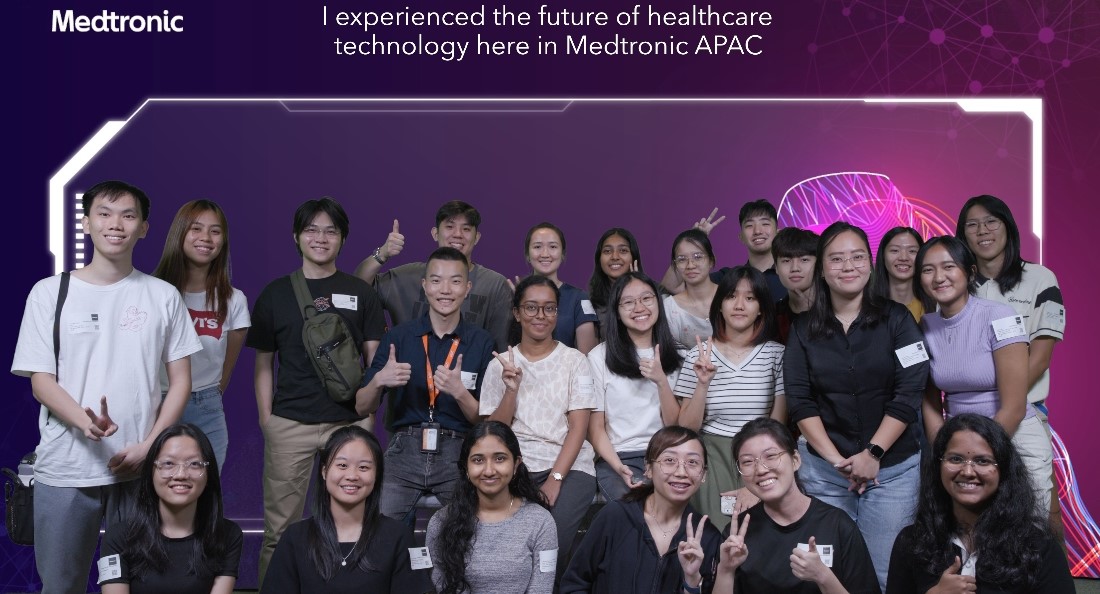 Medtronic
I experienced the future of healthcare
technology here in Medtronic APAC
LEVI'S